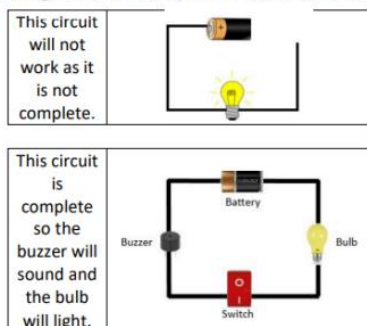 This circuit
will not
work as it
is not
complete.
This circuit
is
complete
so the
buzzer will
sound and
the bulb
will light.
Battery
Buzzer
Bulb
Switch